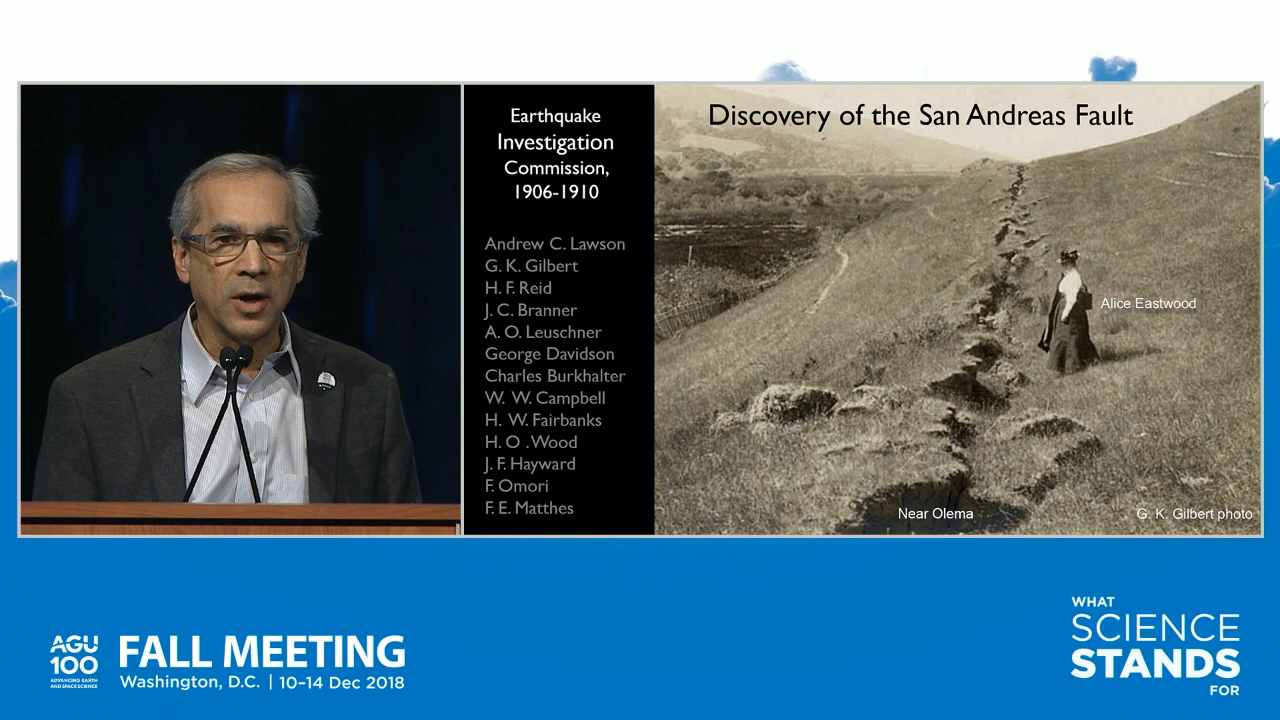 Earthquake
Investigation
Commission,
1906-1910
Andrew C. Lawson
G. K. Gilbert
H. F. Reid
J. C. Branner
A. O. Leuschner
George Davidson
Charles Burkhalter
W. W. Campbell
H. W. Fairbanks
H. O .Wood
J. F. Hayward
F. Omori
F. E. Matthes
Discovery of the San Andreas Fault
Alice Eastwood
Near Olema
G. K. Gilbert photo
AGU
100
ADVANCING EARTH
AND SPACE SCIENCE
FALL MEETING
Washington, D.C. | 10–14 Dec 2018
WHAT
SCIENCE
STANDS
FOR